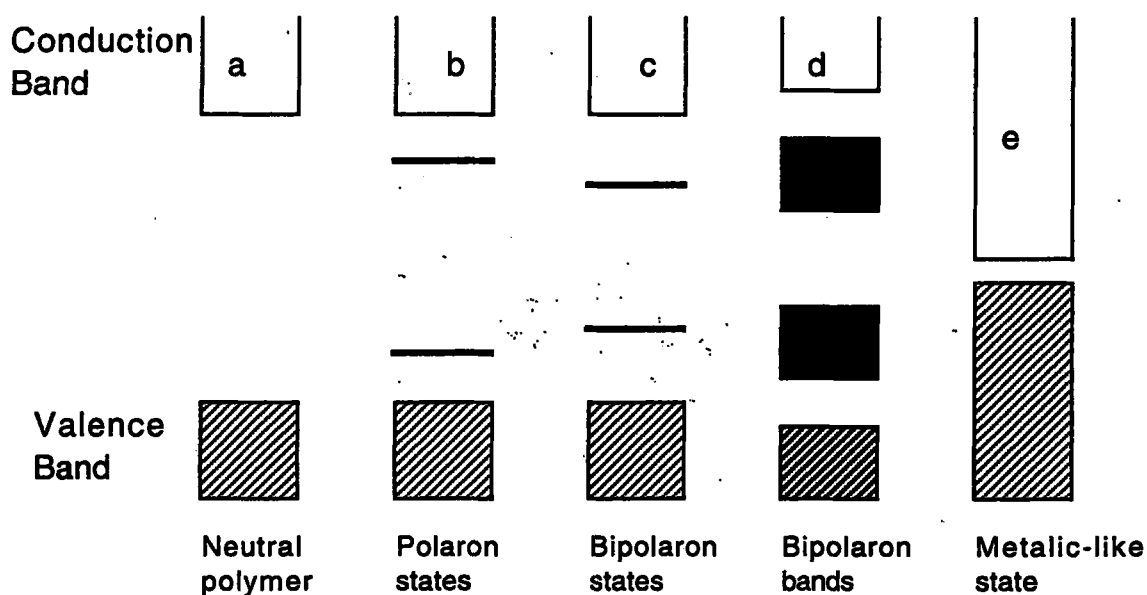 Conduction
Band
a
b
c
d
e
Valence
Band
Neutral
polymer
Polaron
states
Bipolaron
states
Bipolaron
bands
Metalic-like
state